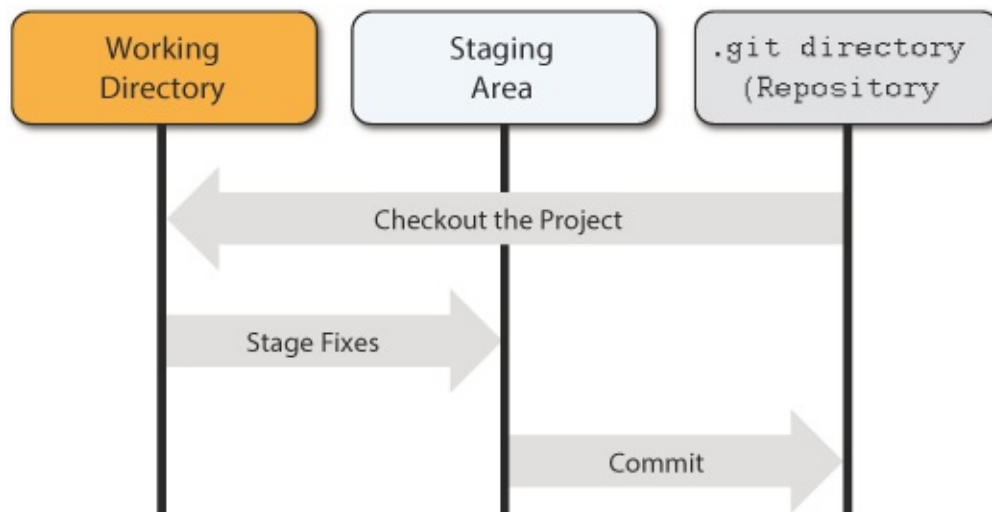 Working
Directory
Staging
Area
.git directory
(Repository
Checkout the Project
Stage Fixes
Commit